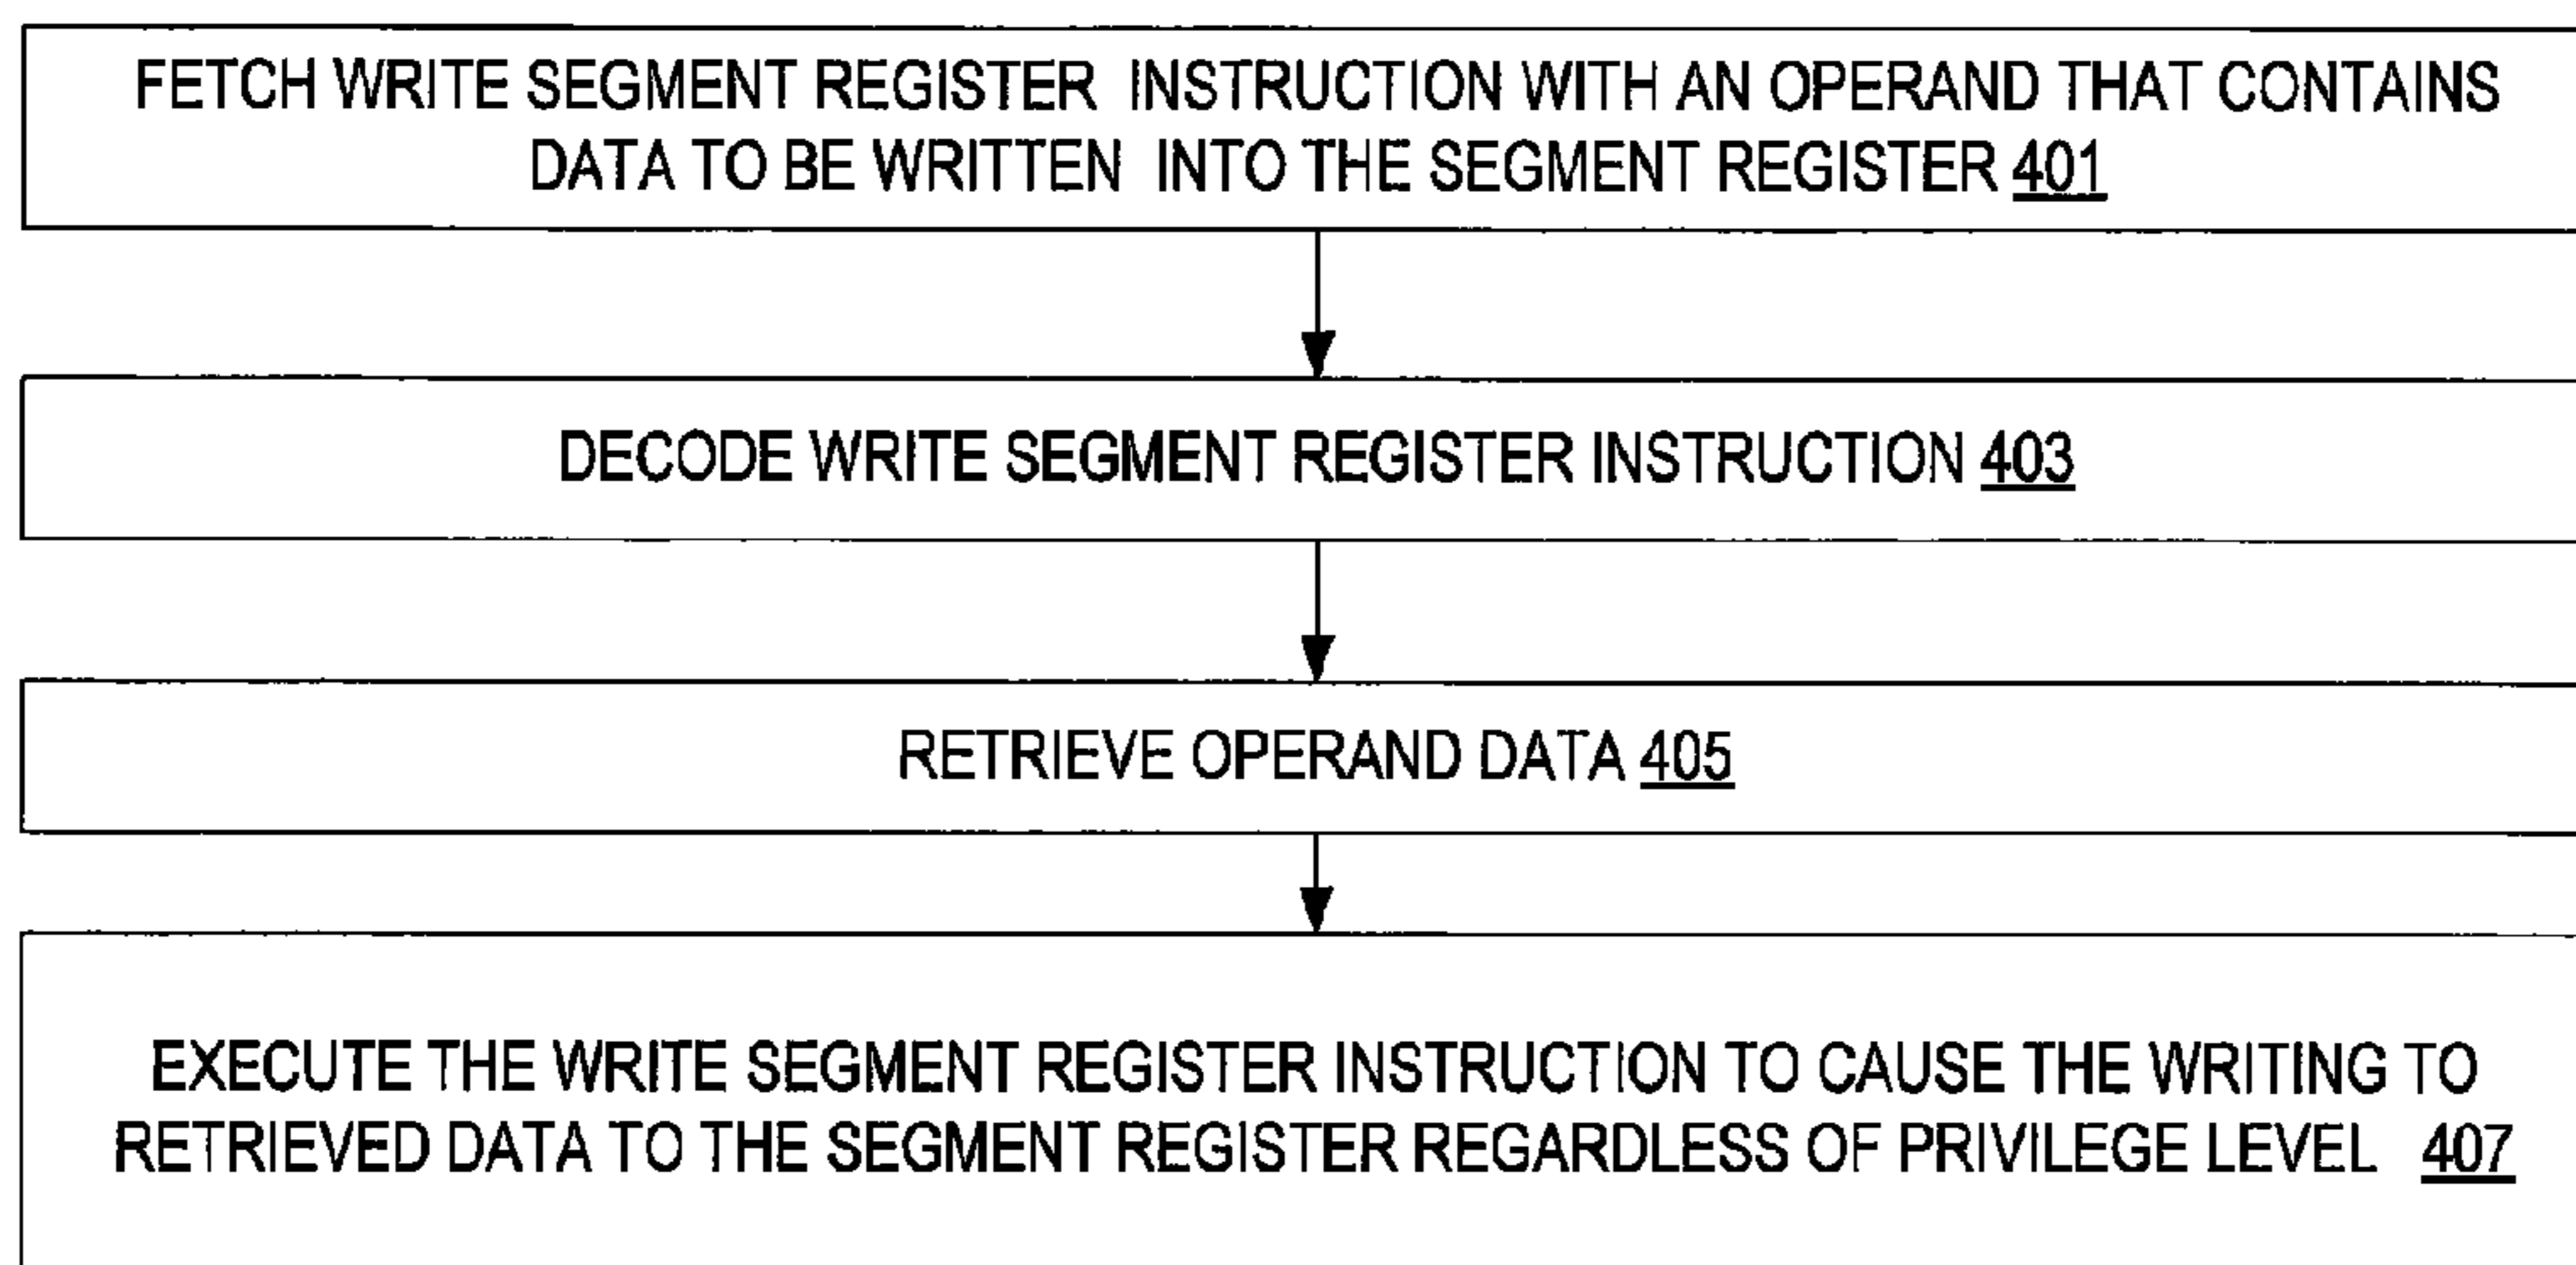 FETCH WRITE SEGMENT REGISTER INSTRUCTION WITH AN OPERAND THAT CONTAINS
DATA TO BE WRITTEN INTO THE SEGMENT REGISTER 401
DECODE WRITE SEGMENT REGISTER INSTRUCTION 403
RETRIEVE OPERAND DATA 405
EXECUTE THE WRITE SEGMENT REGISTER INSTRUCTION TO CAUSE THE WRITING TO
RETRIEVED DATA TO THE SEGMENT REGISTER REGARDLESS OF PRIVILEGE LEVEL 407